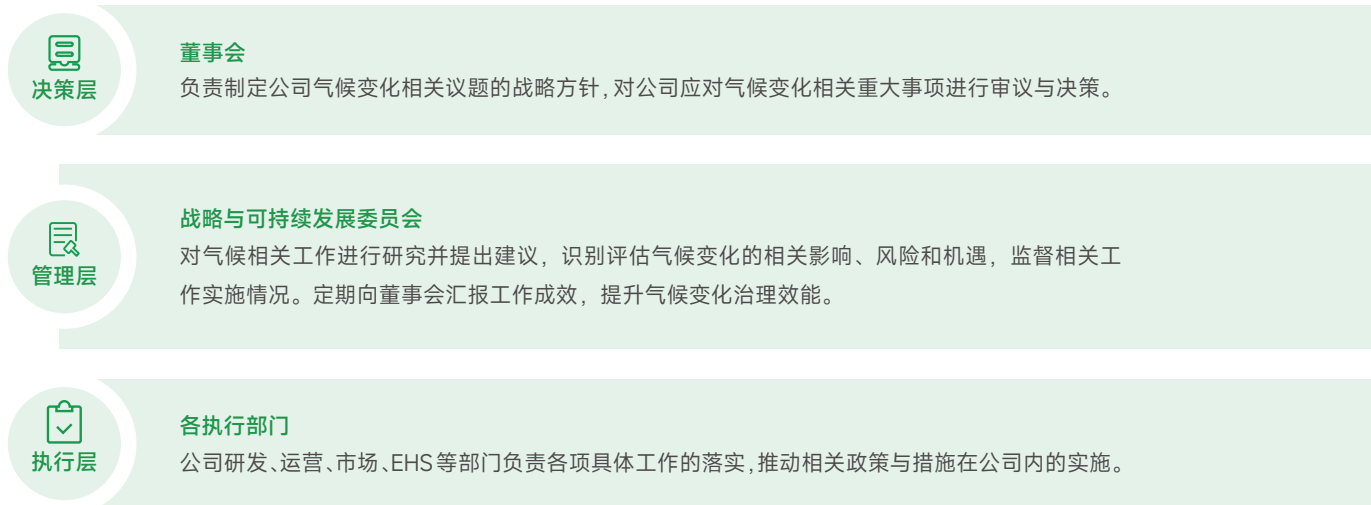 决策层
董事会
负责制定公司气候变化相关议题的战略方针，对公司应对气候变化相关重大事项进行审议与决策。
管理层
战略与可持续发展委员会
对气候相关工作进行研究并提出建议，识别评估气候变化的相关影响、风险和机遇，监督相关工
作实施情况。定期向董事会汇报工作成效，提升气候变化治理效能。
执行层
各执行部门
公司研发、运营、市场、EHS等部门负责各项具体工作的落实，推动相关政策与措施在公司内的实施。